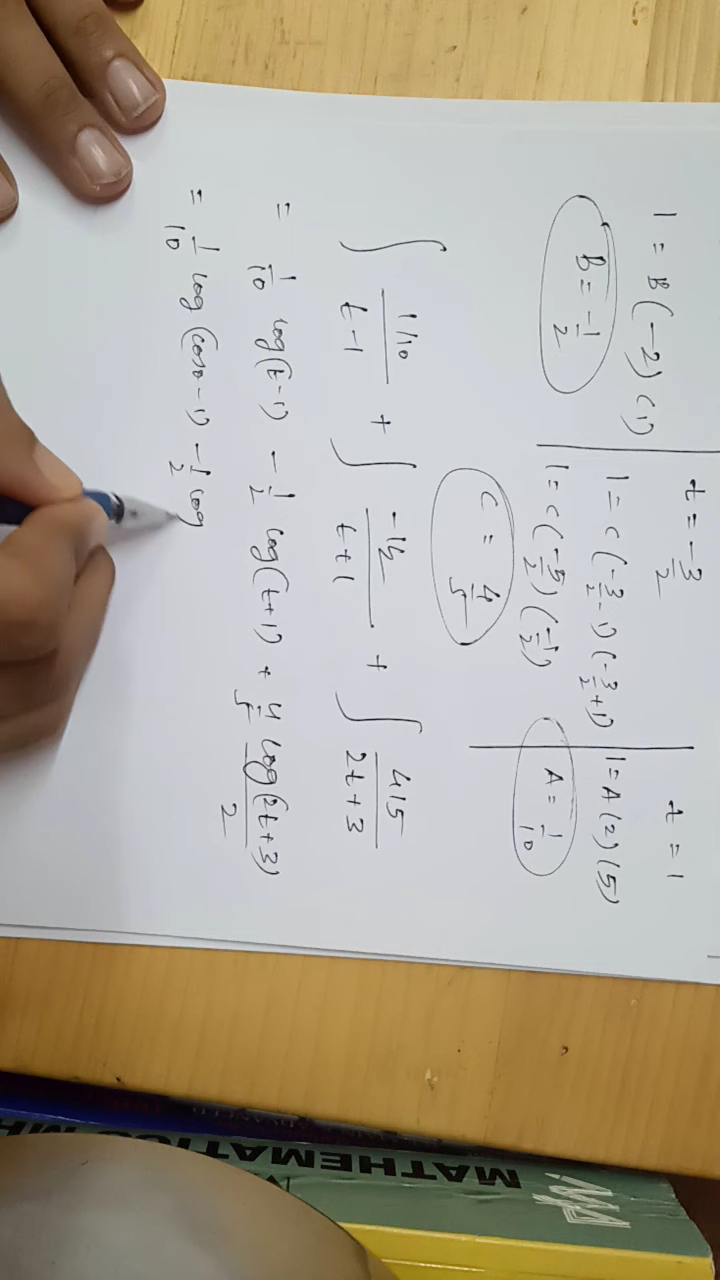 t = -3/2
t = 1
1 = B (-2) (1)
1 = C (-3/2 - 1) (-3/2 + 1)
1 = A (2) (5)
B = -1/2
1 = C (-5/2) (-1/2)
A = 1/10
C = 4/5
∫ (1/10)/(t-1) + ∫ (-1/2)/(t+1) + ∫ (4/5)/(2t+3)
= 1/10 log(t-1) - 1/2 log(t+1) + 4/5 log(2t+3)/2
= 1/10 log (cosθ-1) - 1/2 log
MATHEMATICS